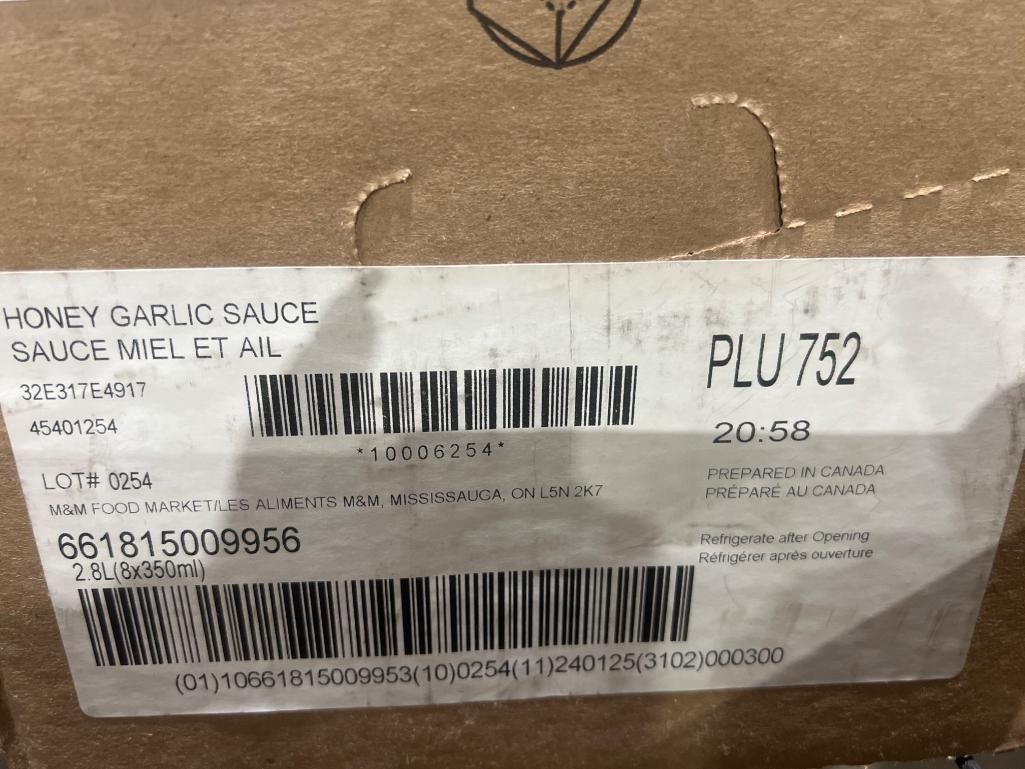 HONEY GARLIC SAUCE
SAUCE MIEL ET AIL
32E317E4917
45401254
*10006254*
PLU 752
20:58
LOT# 0254
M&M FOOD MARKET/LES ALIMENTS M&M, MISSISSAUGA, ON L5N 2K7
PREPARED IN CANADA
PRÉPARÉ AU CANADA
661815009956
2.8L(8x350ml)
Refrigerate after Opening
Réfrigérer après ouverture
(01)10661815009953(10)0254(11)240125(3102)000300